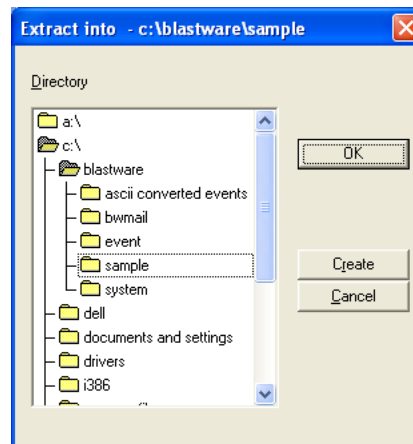 Extract into  - c:\blastware\sample
Directory
a:\
c:\
blastware
ascii converted events
bwmail
event
sample
system
dell
documents and settings
drivers
i386
OK
Create
Cancel